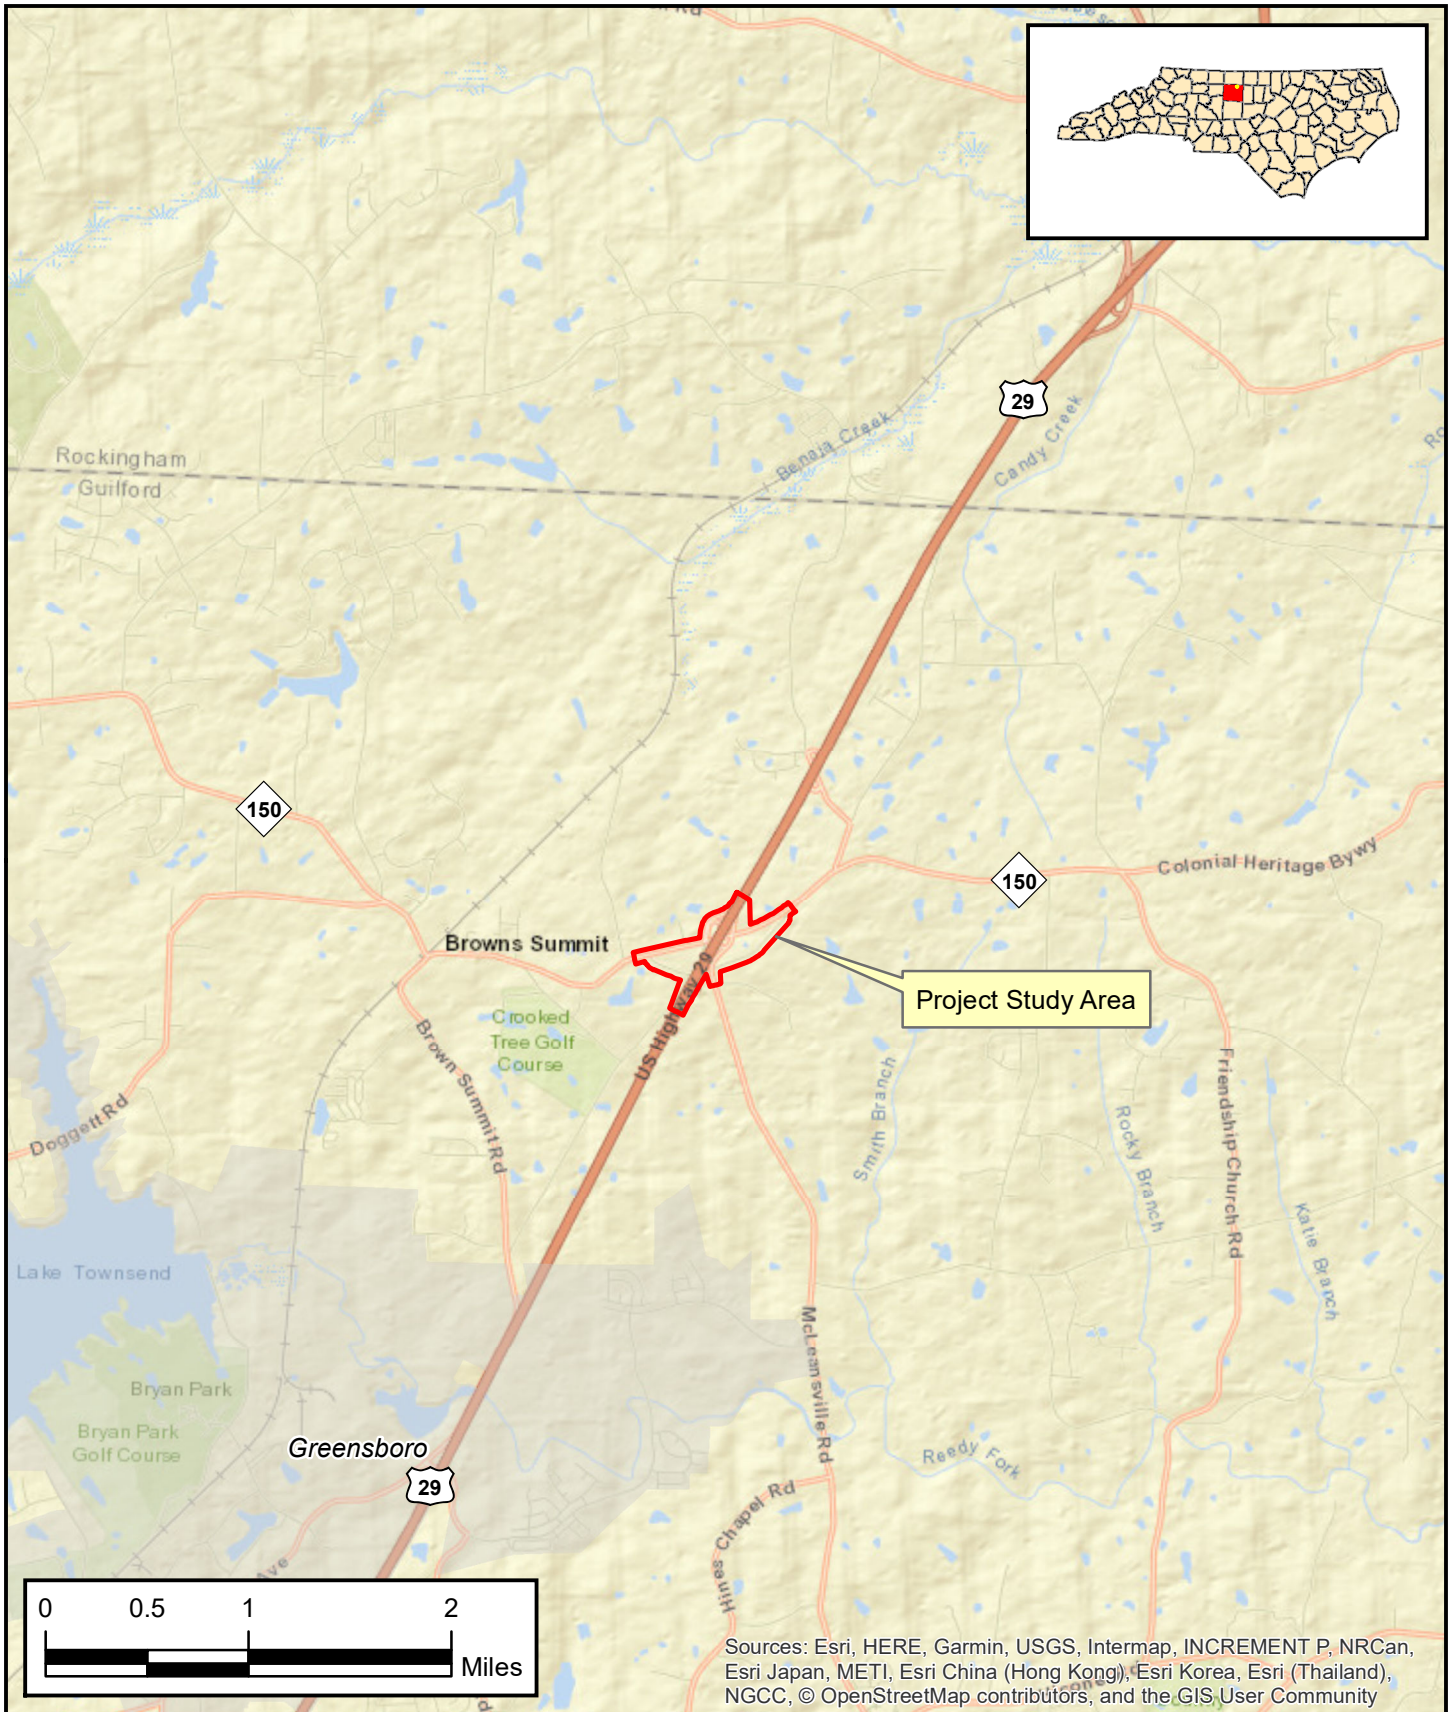 Rd
29
Benaja Creek
Candy Creek
Rockingham
Guilford
150
Colonial Heritage Bywy
150
Browns Summit
US Highway 29
Project Study Area
Crooked
Tree Golf
Course
Brown Summit Rd
Doggett Rd
Smith Branch
Rocky Branch
Friendship Church Rd
Katie Branch
Lake Townsend
McLeansville Rd
Bryan Park
Bryan Park
Golf Course
Greensboro
29
Reedy Fork
Hines Chapel Rd
Ave
0 0.5 1 2
Miles
Sources: Esri, HERE, Garmin, USGS, Intermap, INCREMENT P, NRCan,
Esri Japan, METI, Esri China (Hong Kong), Esri Korea, Esri (Thailand),
NGCC, © OpenStreetMap contributors, and the GIS User Community